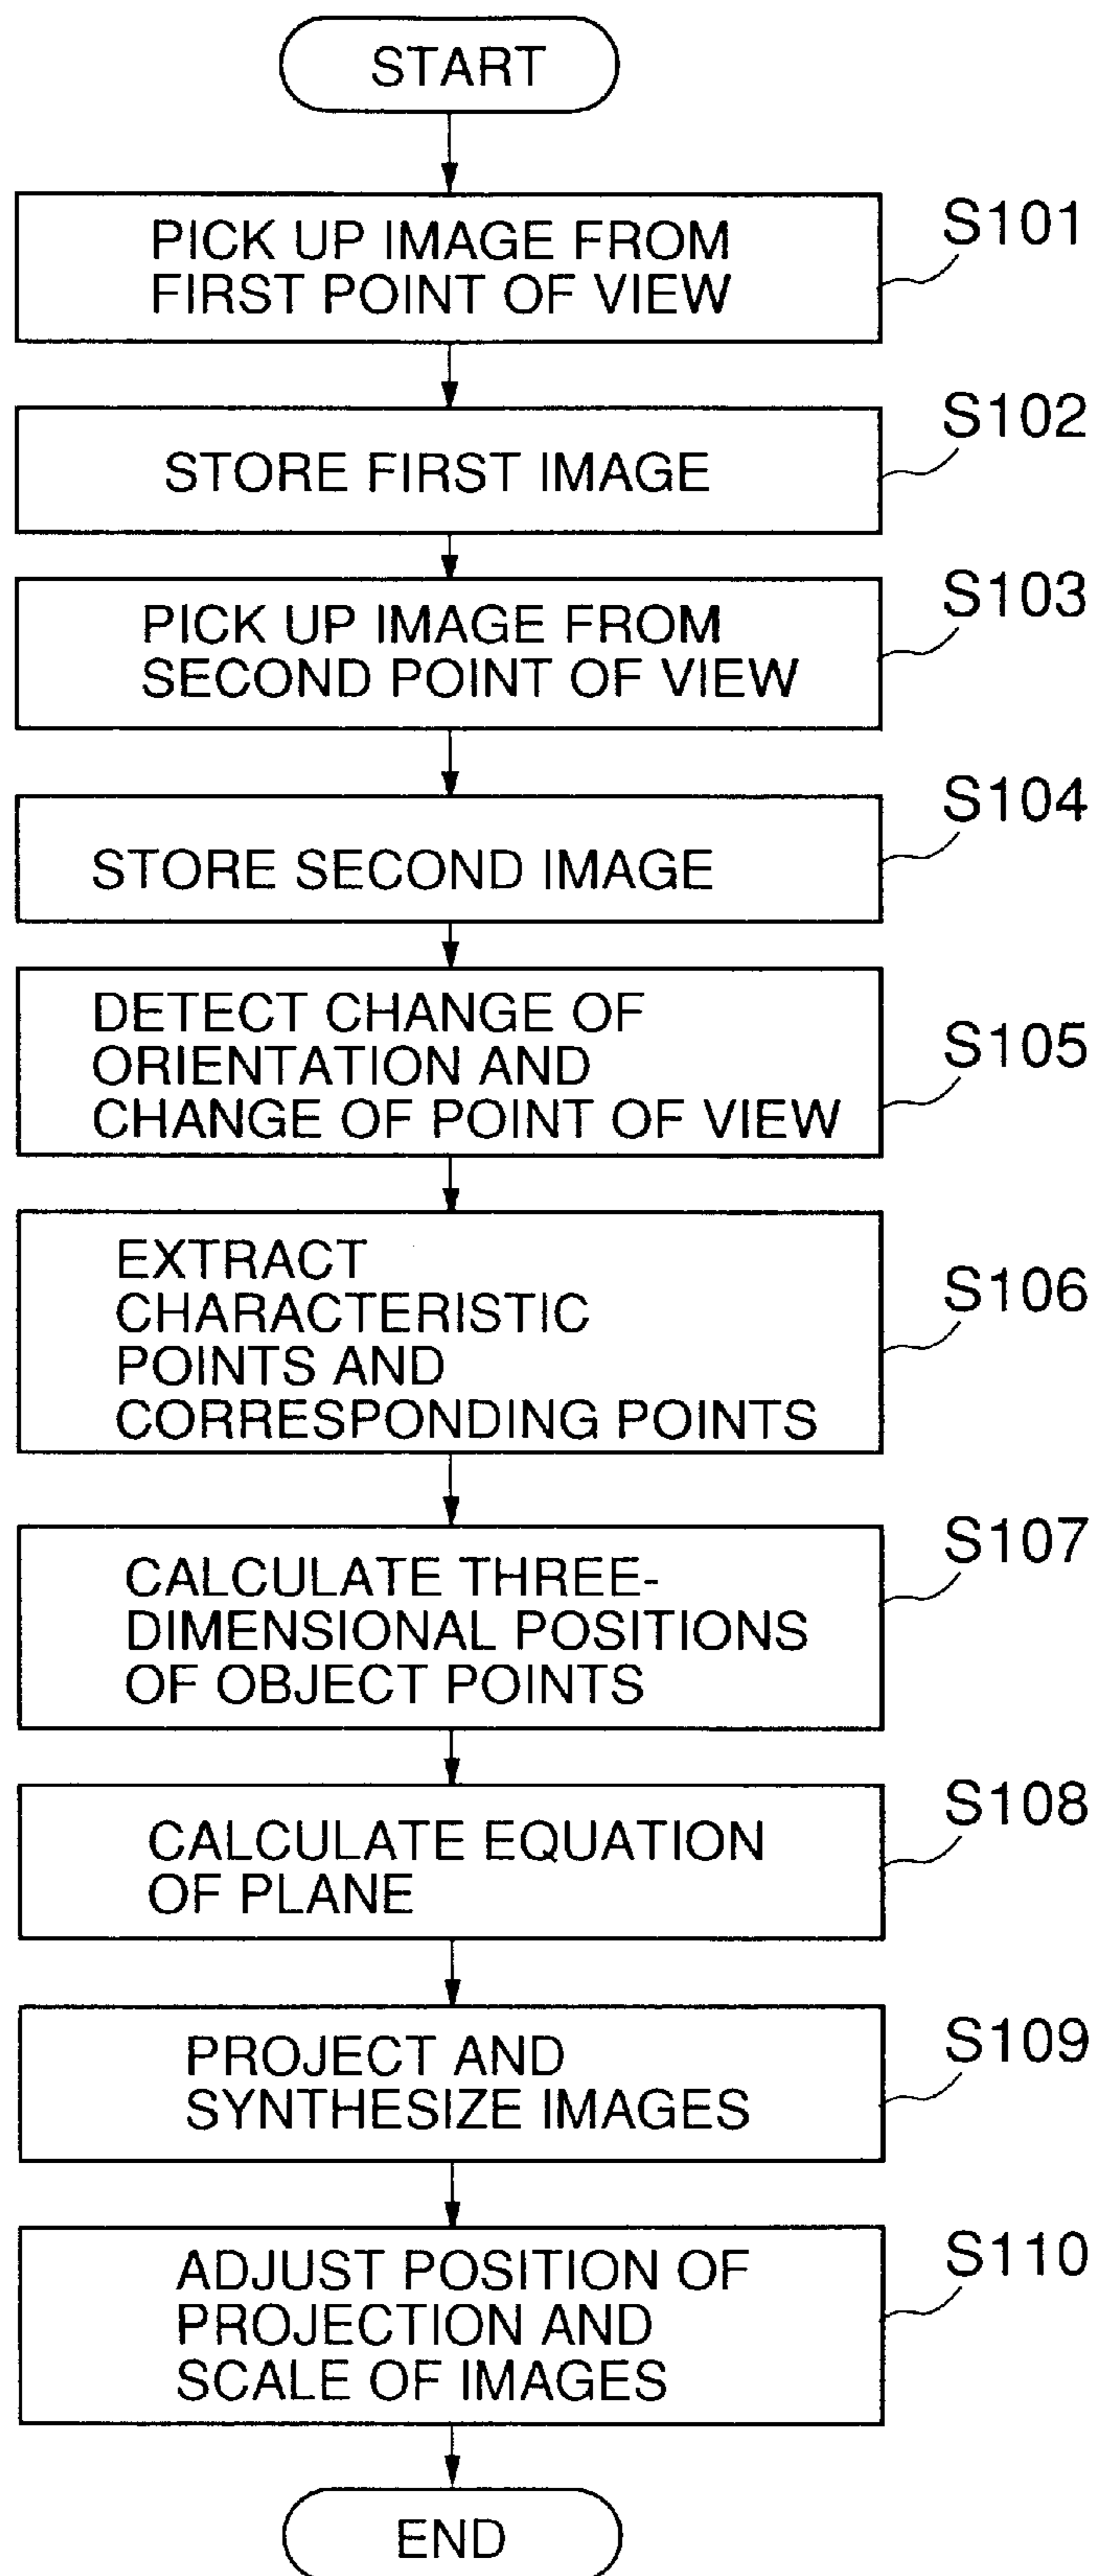 START
PICK UP IMAGE FROM
FIRST POINT OF VIEW
S101
STORE FIRST IMAGE
S102
PICK UP IMAGE FROM
SECOND POINT OF VIEW
S103
STORE SECOND IMAGE
S104
DETECT CHANGE OF
ORIENTATION AND
CHANGE OF POINT OF VIEW
S105
EXTRACT
CHARACTERISTIC
POINTS AND
CORRESPONDING POINTS
S106
CALCULATE THREE-
DIMENSIONAL POSITIONS
OF OBJECT POINTS
S107
CALCULATE EQUATION
OF PLANE
S108
PROJECT AND
SYNTHESIZE IMAGES
S109
ADJUST POSITION OF
PROJECTION AND
SCALE OF IMAGES
S110
END